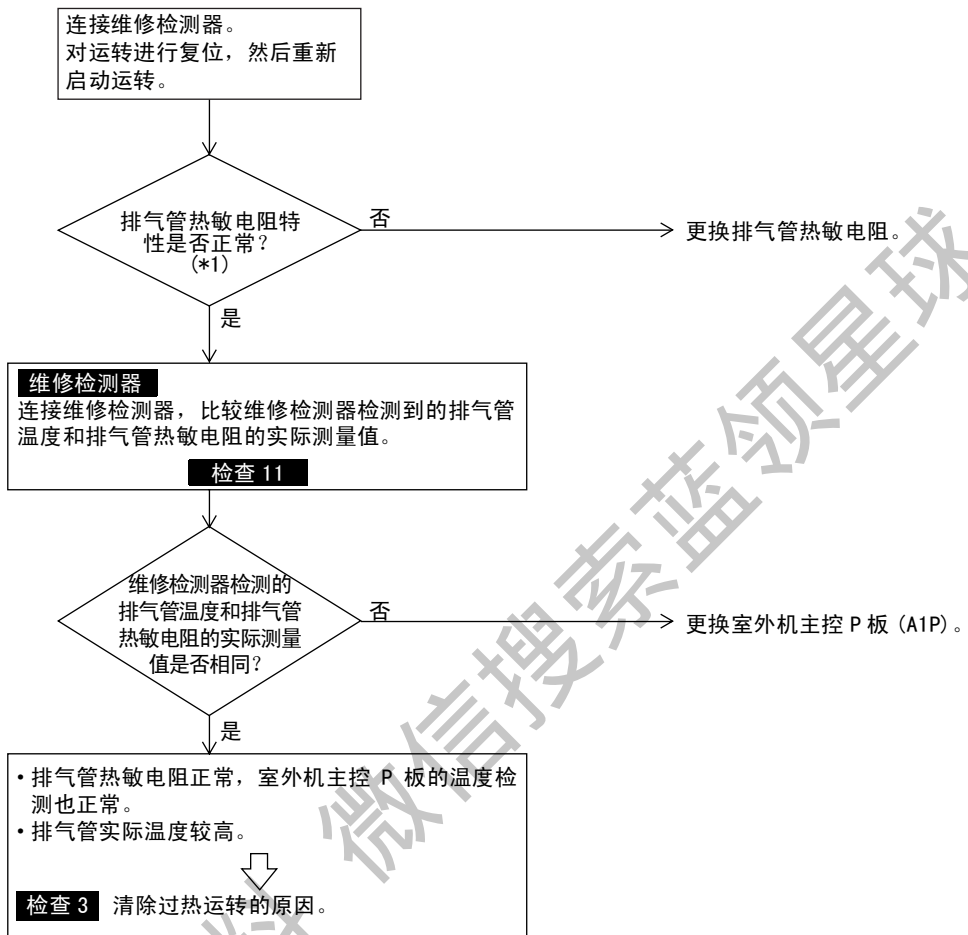 连接维修检测器。
对运转进行复位，然后重新
启动运转。
排气管热敏电阻特
性是否正常？
(*1)
否
更换排气管热敏电阻。
是
维修检测器
连接维修检测器，比较维修检测器检测到的排气管
温度和排气管热敏电阻的实际测量值。
检查 11
维修检测器检测的
排气管温度和排气管
热敏电阻的实际测量
值是否相同？
否
更换室外机主控 P 板 (A1P)。
是
・排气管热敏电阻正常，室外机主控 P 板的温度检
测也正常。
・排气管实际温度较高。
检查 3 清除过热运转的原因。
微信搜索蓝领星球